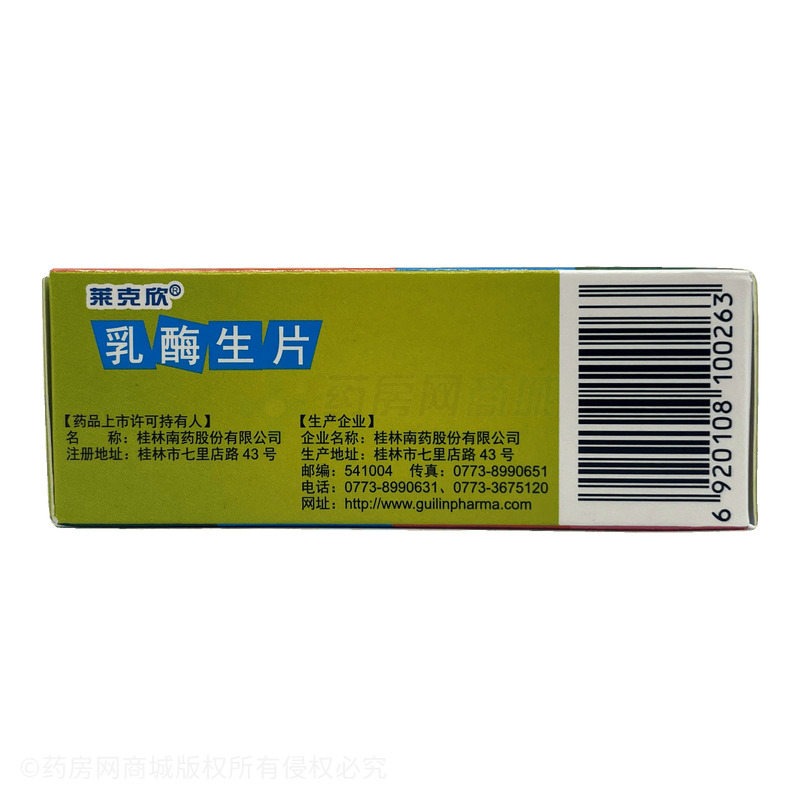 莱克欣®
乳酶生片
【药品上市许可持有人】
名 称：桂林南药股份有限公司
注册地址：桂林市七里店路 43 号
【生产企业】
企业名称：桂林南药股份有限公司
生产地址：桂林市七里店路 43 号
邮编：541004 传真：0773-8990651
电话：0773-8990631、0773-3675120
网址：http://www.guilinpharma.com
6920108100263
药房网商城
©药房网商城版权所有侵权必究